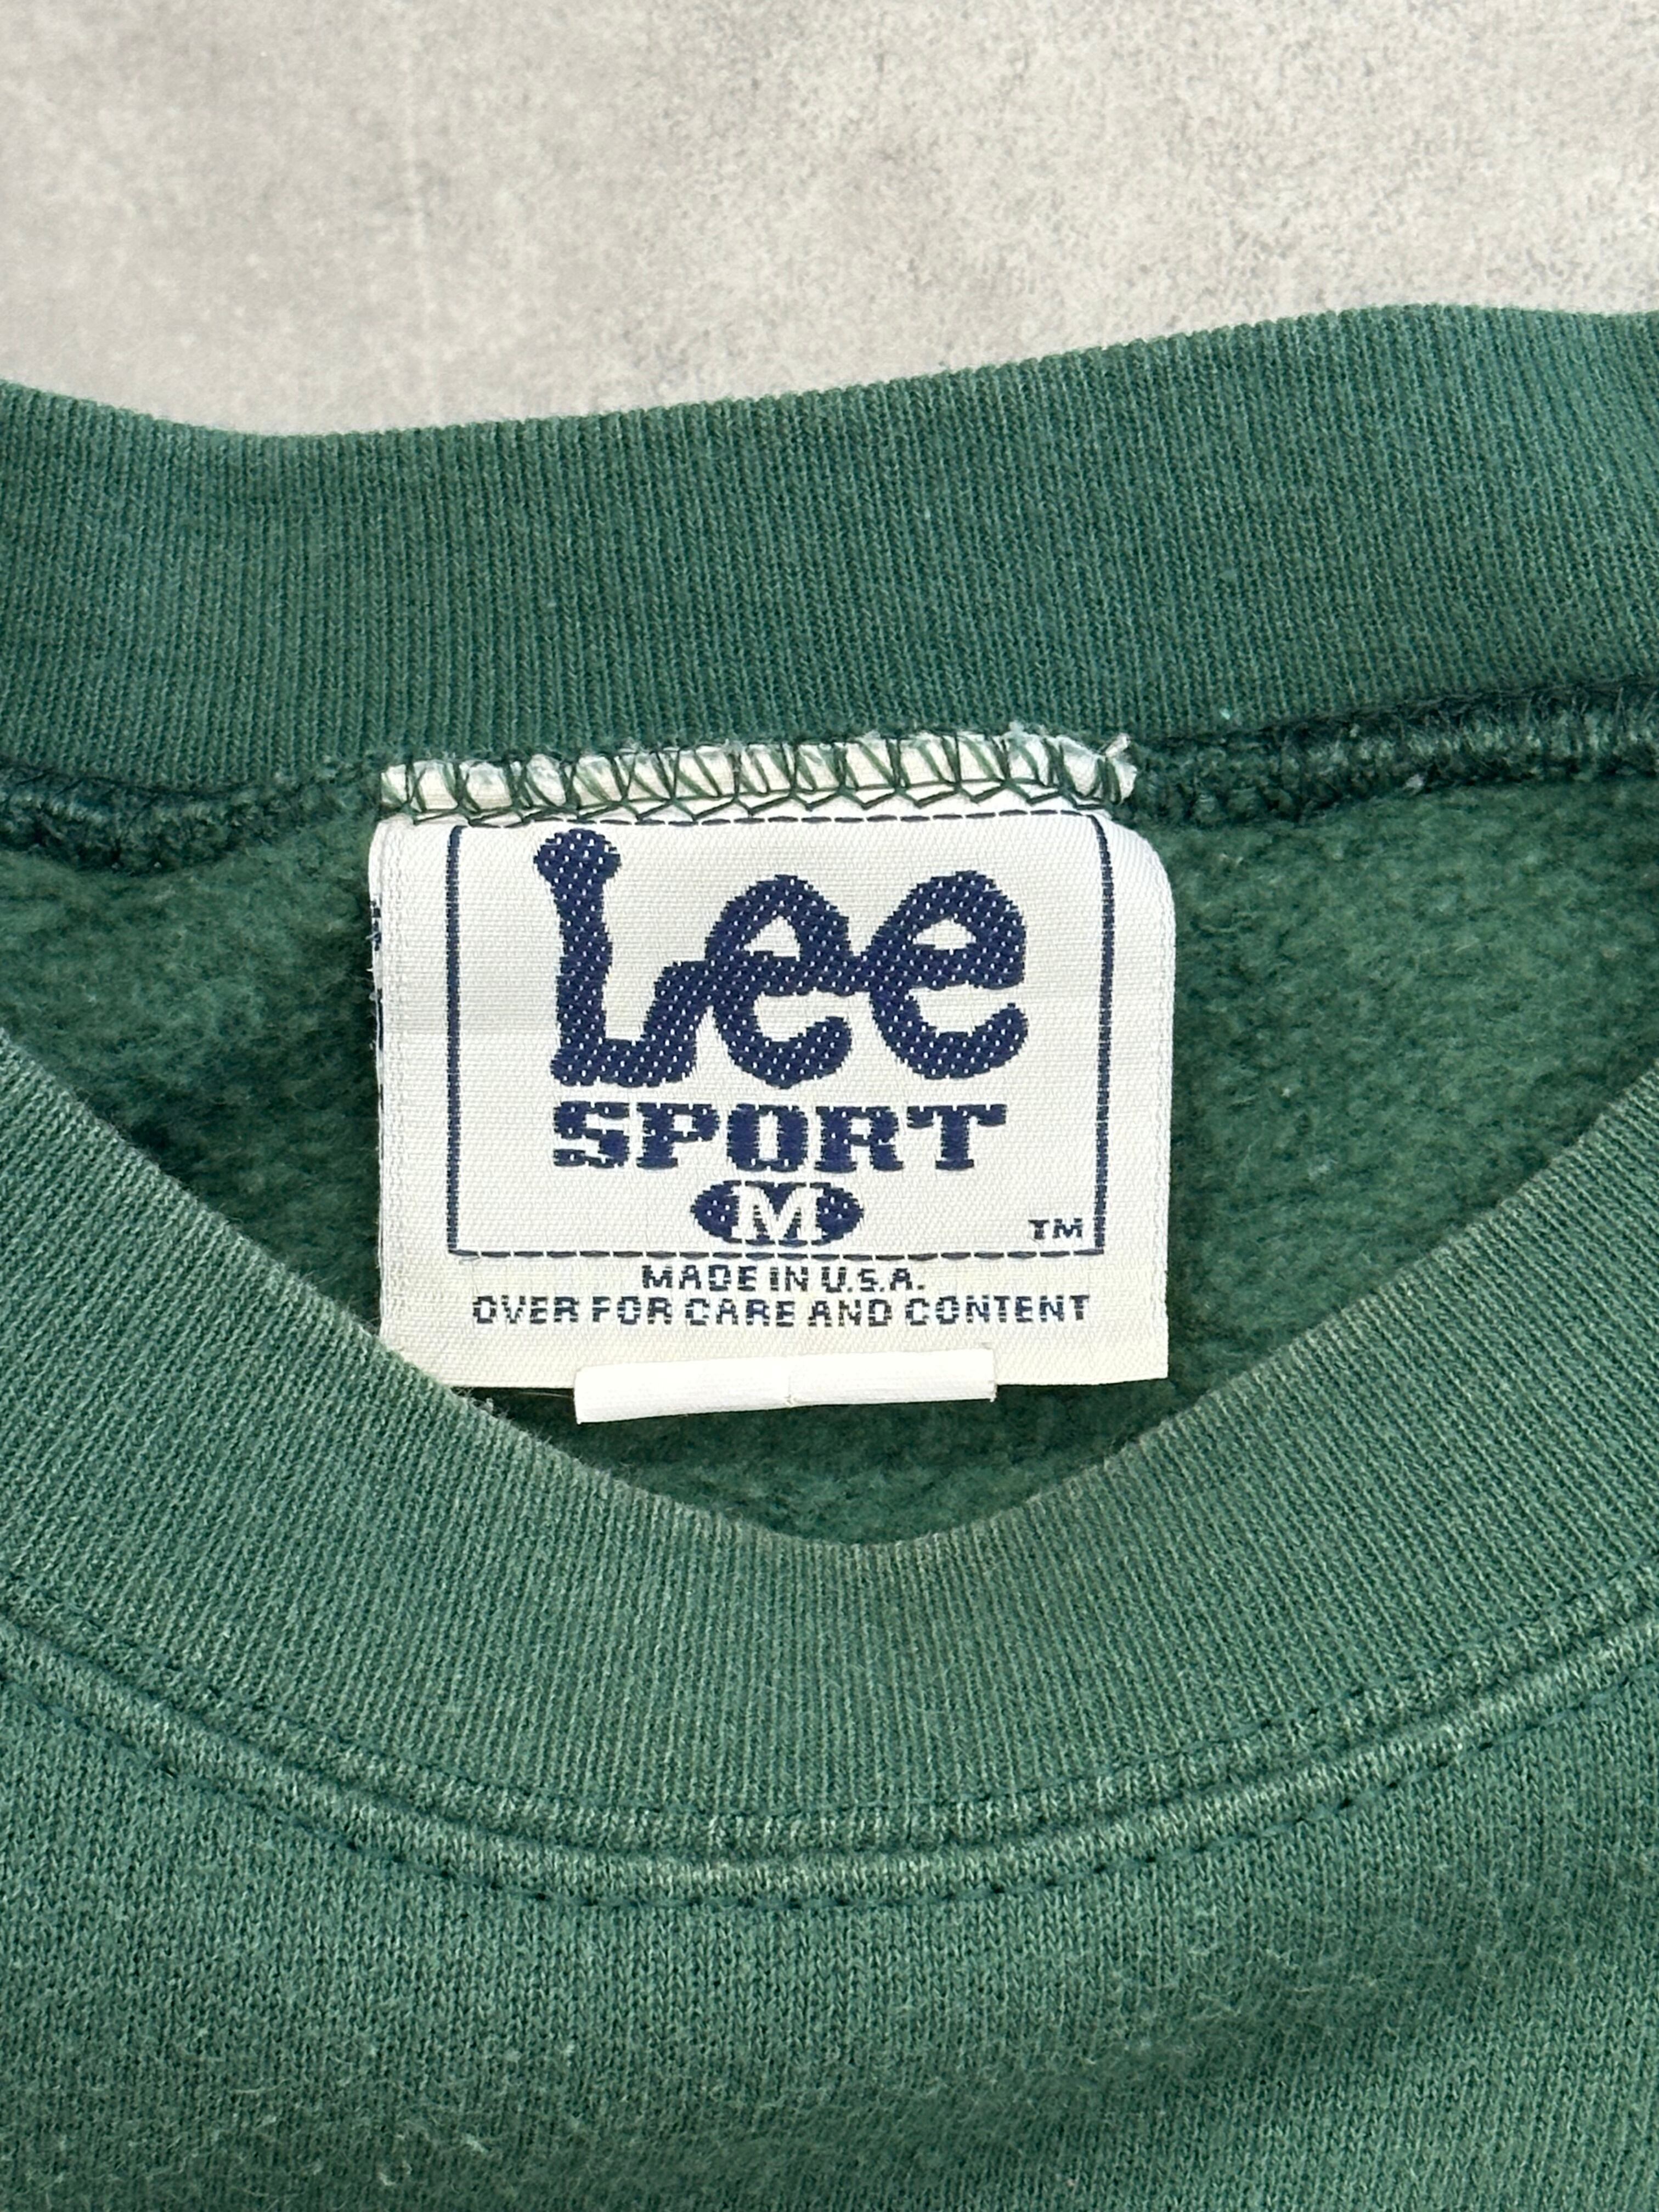 Lee
SPORT
M
TM
MADE IN U.S.A.
OVER FOR CARE AND CONTENT